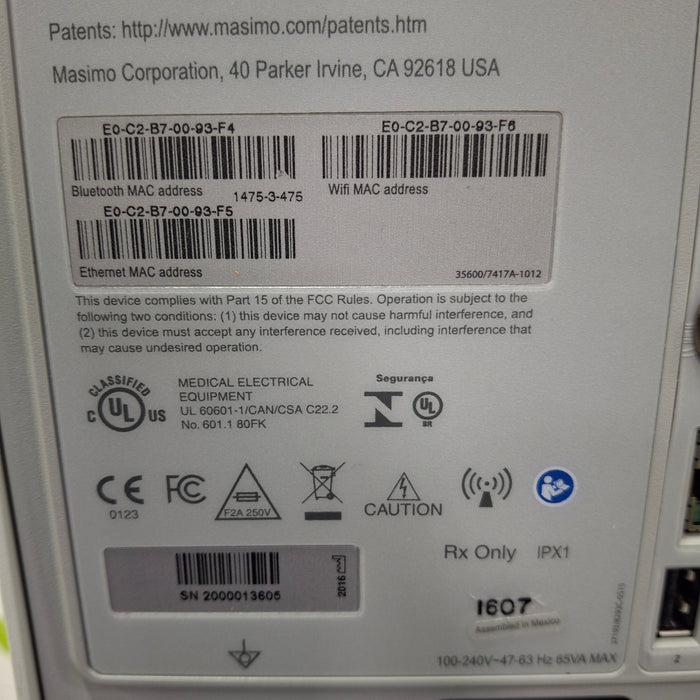 Patents: http://www.masimo.com/patents.htm
Masimo Corporation, 40 Parker Irvine, CA 92618 USA
E0-C2-B7-00-93-F4
Bluetooth MAC address
1475-3-475
E0-C2-B7-00-93-F6
Wifi MAC address
E0-C2-B7-00-93-F5
Ethernet MAC address
35600/7417A-1012
This device complies with Part 15 of the FCC Rules. Operation is subject to the
following two conditions: (1) this device may not cause harmful interference, and
(2) this device must accept any interference received, including interference that
may cause undesired operation.
CLASSIFIED
C UL US
MEDICAL ELECTRICAL
EQUIPMENT
UL 60601-1/CAN/CSA C22.2
No. 601.1 80FK
Segurança
UL
BR
CE
0123
FC
F2A 250V
CAUTION
Rx Only IPX1
SN 2000013605
2016
1607
Assembled in Mexico
100-240V~47-63 Hz 65VA MAX
2